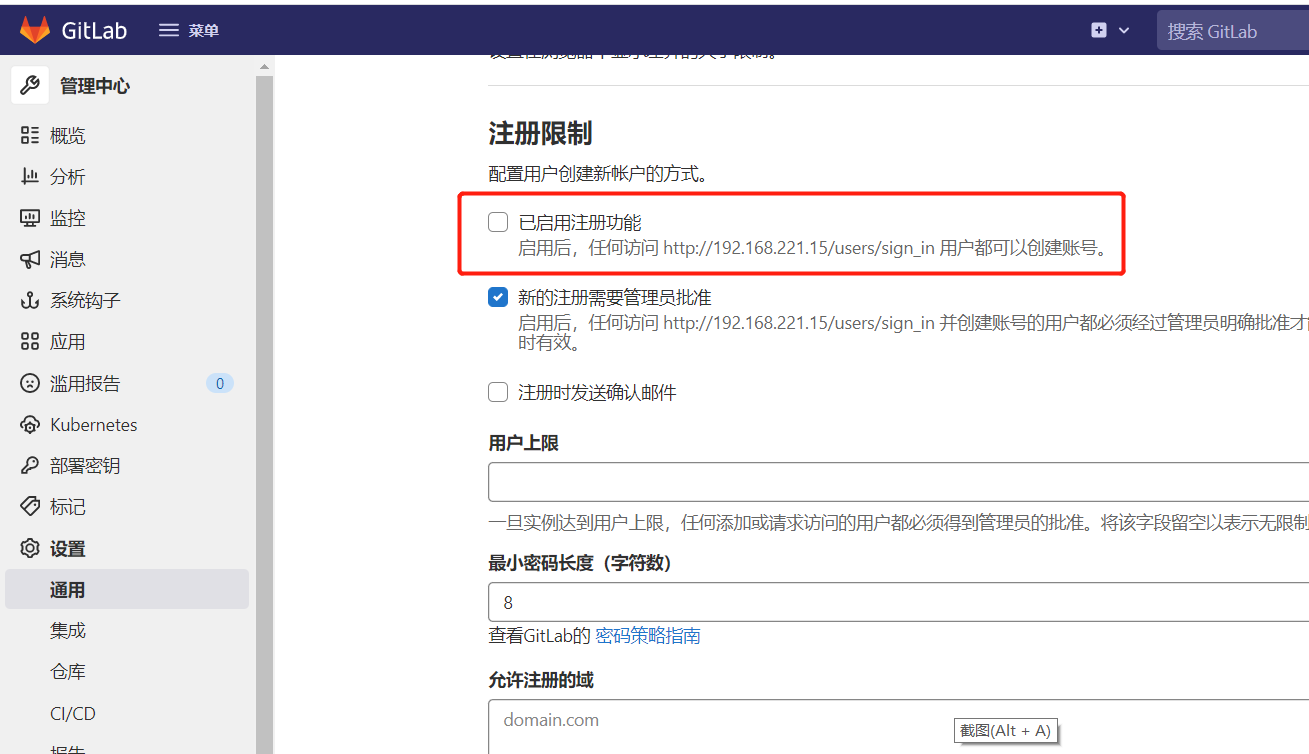 GitLab
菜单
搜索 GitLab
管理中心
概览
分析
监控
消息
系统钩子
应用
滥用报告
0
Kubernetes
部署密钥
标记
设置
通用
集成
仓库
CI/CD
报告
注册限制
配置用户创建新帐户的方式。
已启用注册功能
启用后，任何访问 http://192.168.221.15/users/sign_in 用户都可以创建账号。
新的注册需要管理员批准
启用后，任何访问 http://192.168.221.15/users/sign_in 并创建账号的用户都必须经过管理员明确批准才
时有效。
注册时发送确认邮件
用户上限
一旦实例达到用户上限，任何添加或请求访问的用户都必须得到管理员的批准。将该字段留空以表示无限制
最小密码长度（字符数）
8
查看GitLab的 密码策略指南
允许注册的域
domain.com
截图(Alt + A)